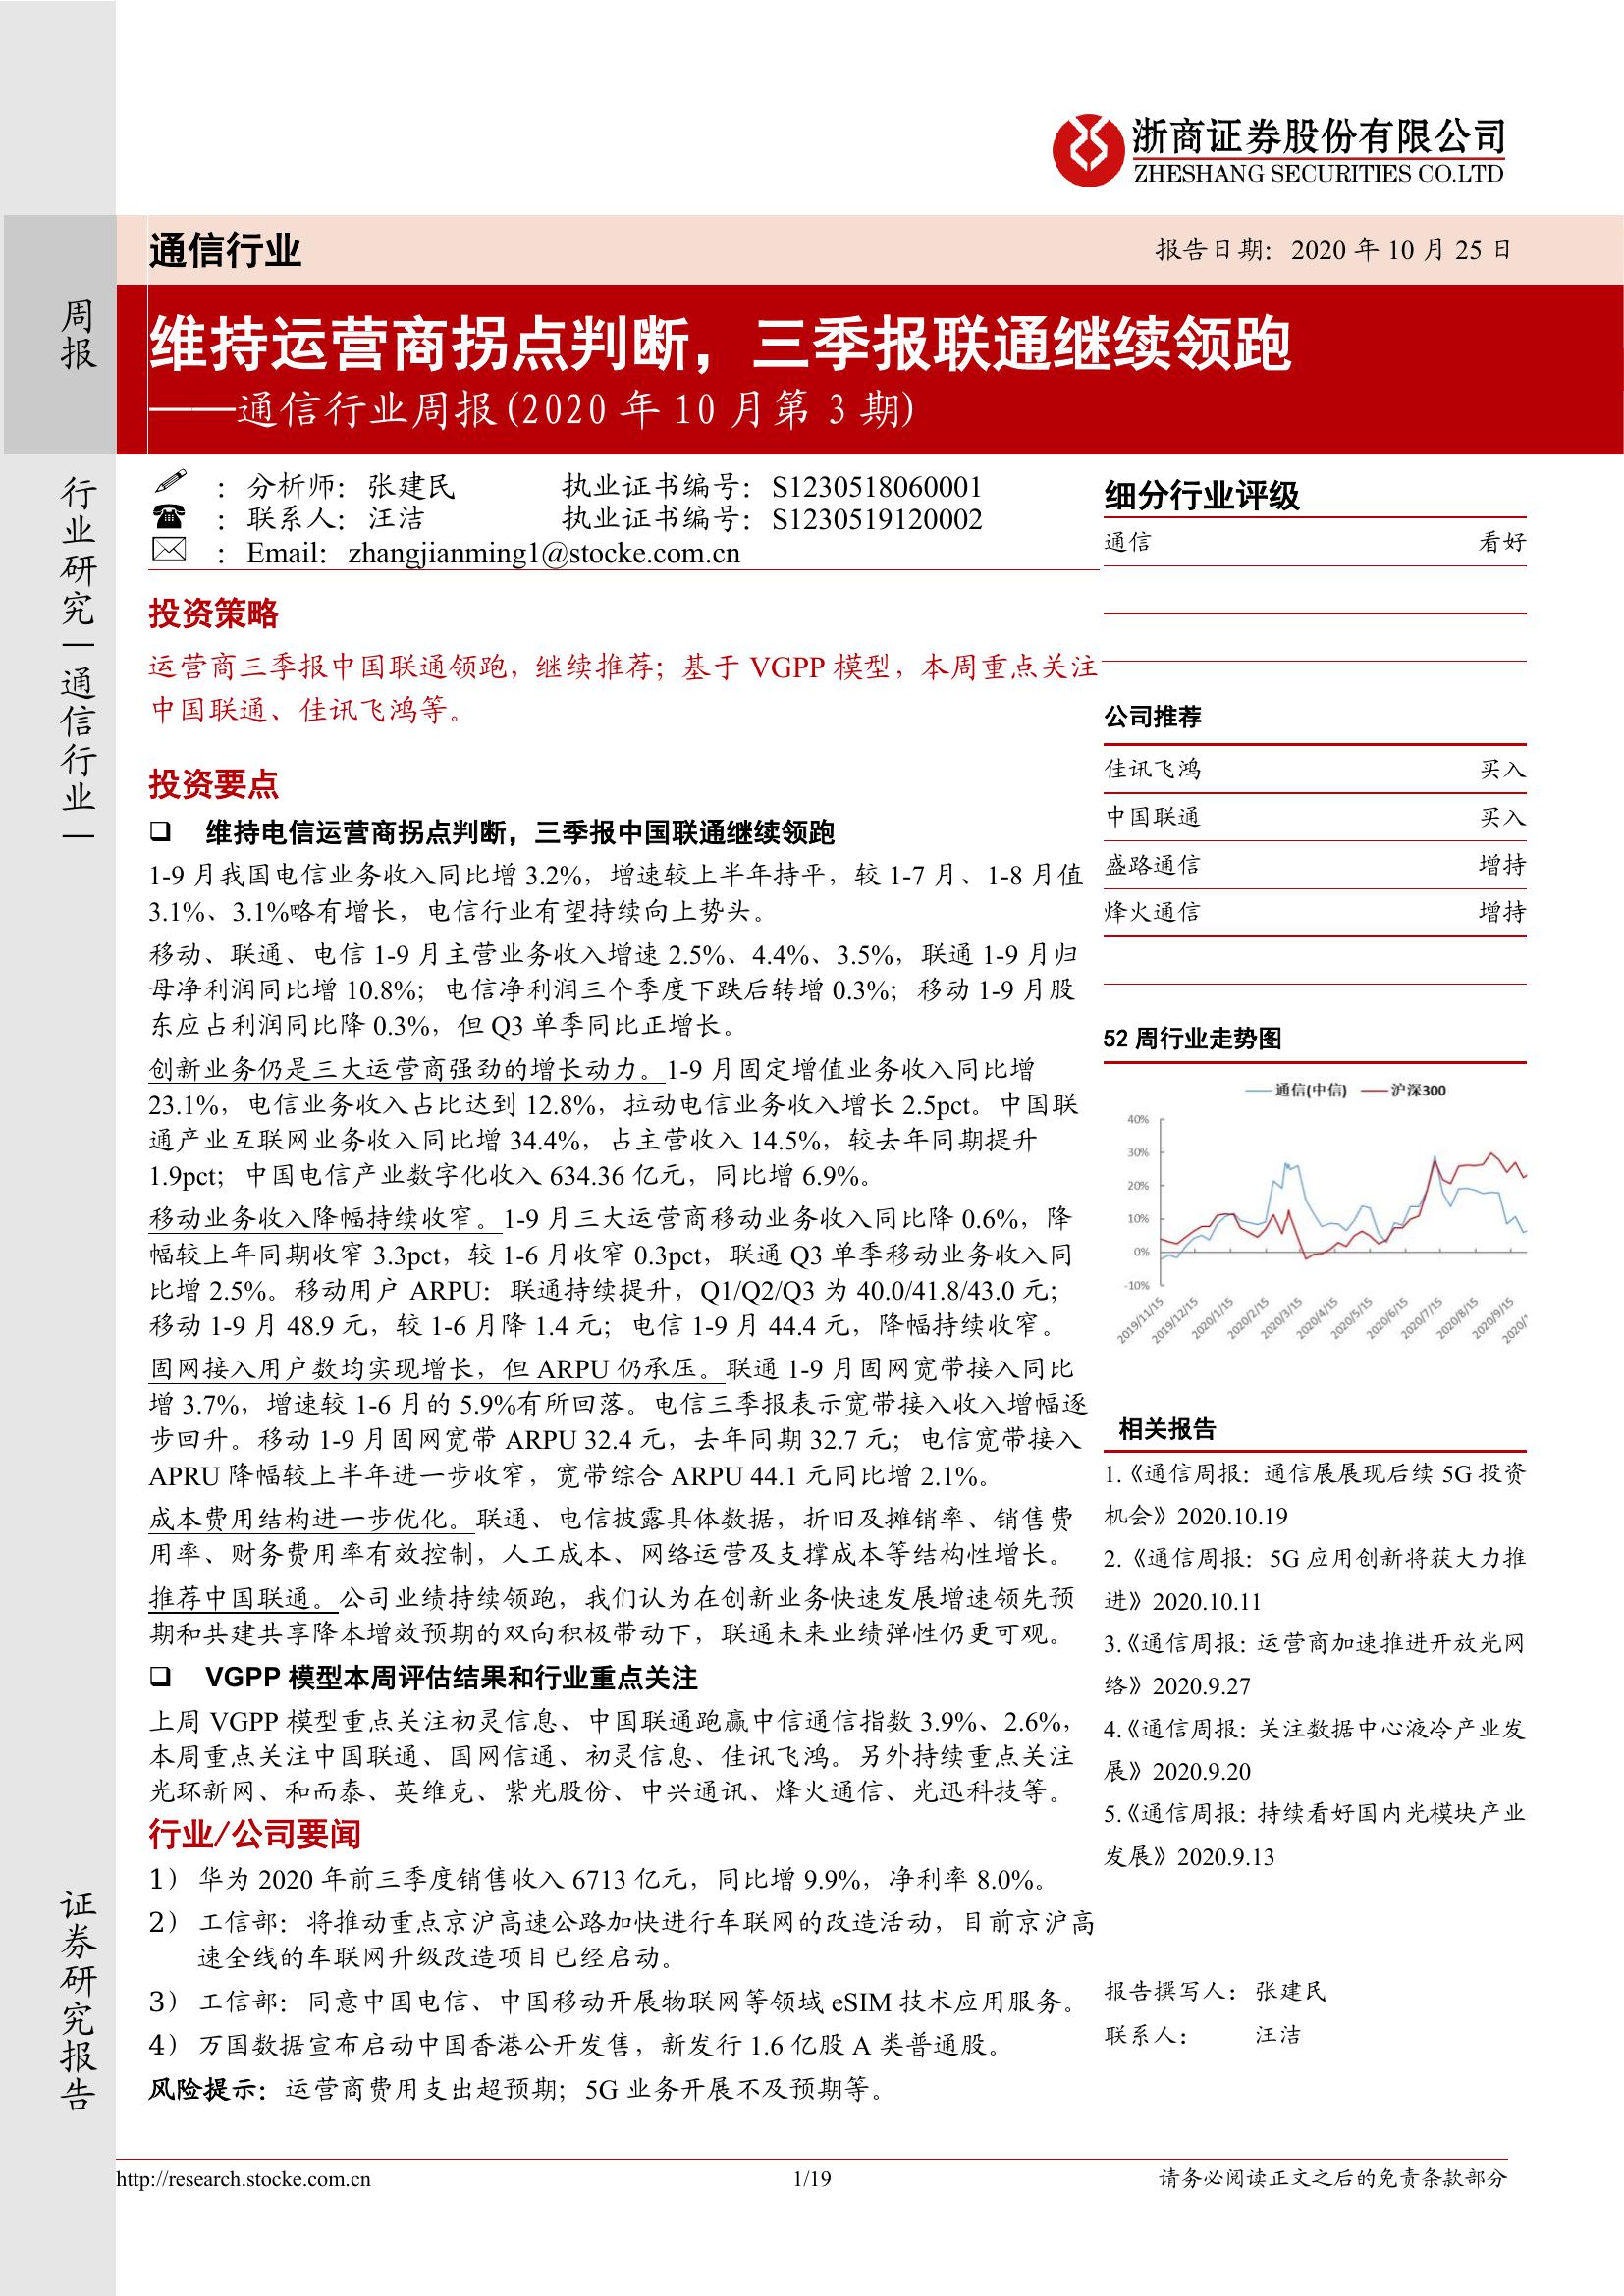 浙商证券股份有限公司
ZHESHANG SECURITIES CO.LTD
周报
行业研究|通信行业|
证券研究报告
通信行业
报告日期：2020 年 10 月 25 日
维持运营商拐点判断，三季报联通继续领跑
——通信行业周报(2020 年 10 月第 3 期)
：分析师：张建民 执业证书编号：S1230518060001
：联系人：汪洁 执业证书编号：S1230519120002
：Email：zhangjianming1@stocke.com.cn
投资策略
运营商三季报中国联通领跑，继续推荐；基于 VGPP 模型，本周重点关注
中国联通、佳讯飞鸿等。
投资要点
❑ 维持电信运营商拐点判断，三季报中国联通继续领跑
1-9 月我国电信业务收入同比增 3.2%，增速较上半年持平，较 1-7 月、1-8 月值
3.1%、3.1%略有增长，电信行业有望持续向上势头。
移动、联通、电信 1-9 月主营业务收入增速 2.5%、4.4%、3.5%，联通 1-9 月归
母净利润同比增 10.8%；电信净利润三个季度下跌后转增 0.3%；移动 1-9 月股
东应占利润同比降 0.3%，但 Q3 单季同比正增长。
创新业务仍是三大运营商强劲的增长动力。1-9 月固定增值业务收入同比增
23.1%，电信业务收入占比达到 12.8%，拉动电信业务收入增长 2.5pct。中国联
通产业互联网业务收入同比增 34.4%，占主营收入 14.5%，较去年同期提升
1.9pct；中国电信产业数字化收入 634.36 亿元，同比增 6.9%。
移动业务收入降幅持续收窄。1-9 月三大运营商移动业务收入同比降 0.6%，降
幅较上年同期收窄 3.3pct，较 1-6 月收窄 0.3pct，联通 Q3 单季移动业务收入同
比增 2.5%。移动用户 ARPU：联通持续提升，Q1/Q2/Q3 为 40.0/41.8/43.0 元；
移动 1-9 月 48.9 元，较 1-6 月降 1.4 元；电信 1-9 月 44.4 元，降幅持续收窄。
固网接入用户数均实现增长，但 ARPU 仍承压。联通 1-9 月固网宽带接入同比
增 3.7%，增速较 1-6 月的 5.9%有所回落。电信三季报表示宽带接入收入增幅逐
步回升。移动 1-9 月固网宽带 ARPU 32.4 元，去年同期 32.7 元；电信宽带接入
APRU 降幅较上半年进一步收窄，宽带综合 ARPU 44.1 元同比增 2.1%。
成本费用结构进一步优化。联通、电信披露具体数据，折旧及摊销率、销售费
用率、财务费用率有效控制，人工成本、网络运营及支撑成本等结构性增长。
推荐中国联通。公司业绩持续领跑，我们认为在创新业务快速发展增速领先预
期和共建共享降本增效预期的双向积极带动下，联通未来业绩弹性仍更可观。
❑ VGPP 模型本周评估结果和行业重点关注
上周 VGPP 模型重点关注初灵信息、中国联通跑赢中信通信指数 3.9%、2.6%，
本周重点关注中国联通、国网信通、初灵信息、佳讯飞鸿。另外持续重点关注
光环新网、和而泰、英维克、紫光股份、中兴通讯、烽火通信、光迅科技等。
行业/公司要闻
1） 华为 2020 年前三季度销售收入 6713 亿元，同比增 9.9%，净利率 8.0%。
2） 工信部：将推动重点京沪高速公路加快进行车联网的改造活动，目前京沪高
速全线的车联网升级改造项目已经启动。
3） 工信部：同意中国电信、中国移动开展物联网等领域 eSIM 技术应用服务。
4） 万国数据宣布启动中国香港公开发售，新发行 1.6 亿股 A 类普通股。
风险提示：运营商费用支出超预期；5G 业务开展不及预期等。
细分行业评级
通信 看好
公司推荐
佳讯飞鸿 买入
中国联通 买入
盛路通信 增持
烽火通信 增持
52 周行业走势图
通信(中信) 沪深300
40%
30%
20%
10%
0%
-10%
2019/11/15 2019/12/15 2020/1/15 2020/2/15 2020/3/15 2020/4/15 2020/5/15 2020/6/15 2020/7/15 2020/8/15 2020/9/15 2020/
相关报告
1.《通信周报：通信展展现后续 5G 投资
机会》2020.10.19
2.《通信周报：5G 应用创新将获大力推
进》2020.10.11
3.《通信周报：运营商加速推进开放光网
络》2020.9.27
4.《通信周报：关注数据中心液冷产业发
展》2020.9.20
5.《通信周报：持续看好国内光模块产业
发展》2020.9.13
报告撰写人：张建民
联系人： 汪洁
http://research.stocke.com.cn
1/19
请务必阅读正文之后的免责条款部分